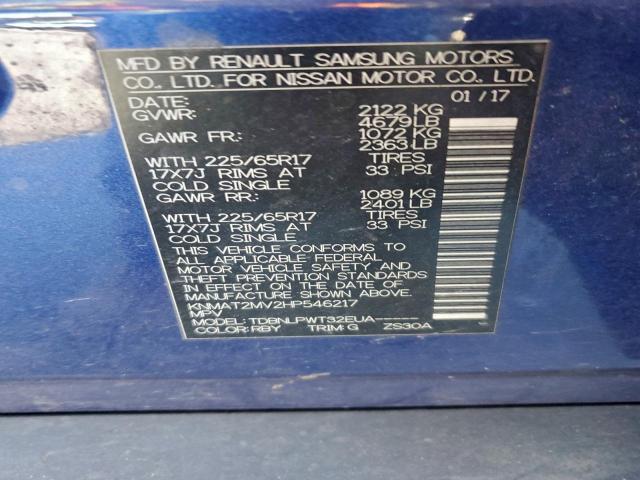 MFD BY RENAULT SAMSUNG MOTORS
CO., LTD. FOR NISSAN MOTOR CO., LTD.
DATE: 01 / 17
GVWR: 2122 KG
4679 LB
GAWR FR: 1072 KG
2363 LB
WITH 225/65R17 TIRES
17X7J RIMS AT 33 PSI
COLD SINGLE
GAWR RR: 1089 KG
2401 LB
WITH 225/65R17 TIRES
17X7J RIMS AT 33 PSI
COLD SINGLE
THIS VEHICLE CONFORMS TO
ALL APPLICABLE FEDERAL
MOTOR VEHICLE SAFETY AND
THEFT PREVENTION STANDARDS
IN EFFECT ON THE DATE OF
MANUFACTURE SHOWN ABOVE.
KNMAT2MV2HP546217
MPV
MODEL: TDBNLPWT32EUA-----
COLOR:RBY TRIM:G ZS30A